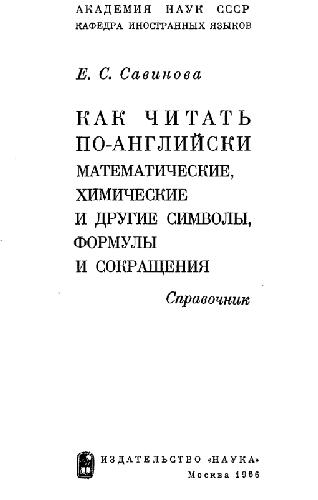 АКАДЕМИЯ НАУК СССР
КАФЕДРА ИНОСТРАННЫХ ЯЗЫКОВ
Е. С. Савинова
КАК ЧИТАТЬ
ПО-АНГЛИЙСКИ
МАТЕМАТИЧЕСКИЕ,
ХИМИЧЕСКИЕ
И ДРУГИЕ СИМВОЛЫ,
ФОРМУЛЫ
И СОКРАЩЕНИЯ
Справочник
ИЗДАТЕЛЬСТВО «НАУКА»
Москва 1966